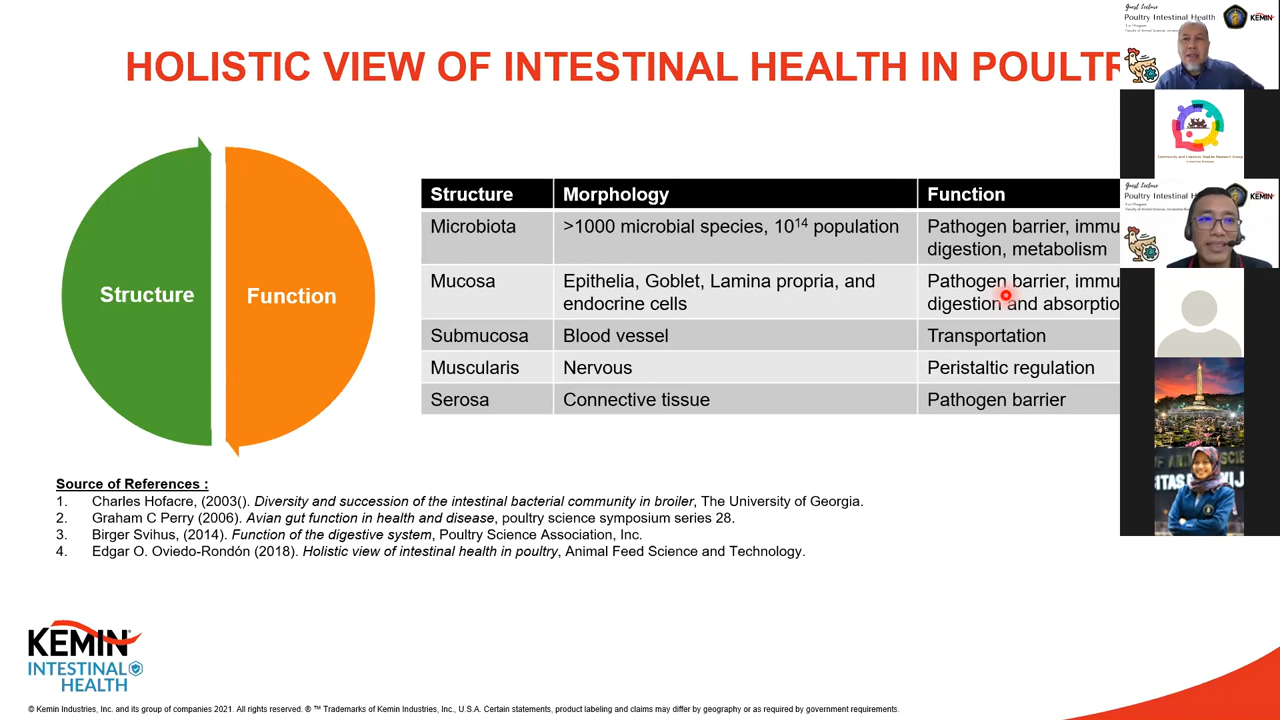 HOLISTIC VIEW OF INTESTINAL HEALTH IN POULTR
Structure
Function
Structure Morphology Function
Microbiota >1000 microbial species, 10¹⁴ population Pathogen barrier, immu
digestion, metabolism
Mucosa Epithelia, Goblet, Lamina propria, and Pathogen barrier, immu
endocrine cells digestion and absorptio
Submucosa Blood vessel Transportation
Muscularis Nervous Peristaltic regulation
Serosa Connective tissue Pathogen barrier
Source of References :
1. Charles Hofacre, (2003(). Diversity and succession of the intestinal bacterial community in broiler, The University of Georgia.
2. Graham C Perry (2006). Avian gut function in health and disease, poultry science symposium series 28.
3. Birger Svihus, (2014). Function of the digestive system, Poultry Science Association, Inc.
4. Edgar O. Oviedo-Rondón (2018). Holistic view of intestinal health in poultry, Animal Feed Science and Technology.
KEMIN®
INTESTINAL
HEALTH
© Kemin Industries, Inc. and its group of companies 2021. All rights reserved. ® ™ Trademarks of Kemin Industries, Inc., U.S.A. Certain statements, product labeling and claims may differ by geography or as required by government requirements.
Guest Lecture
Poultry Intestinal Health
KEMIN
Guest Lecture
Poultry Intestinal H
KEMIN